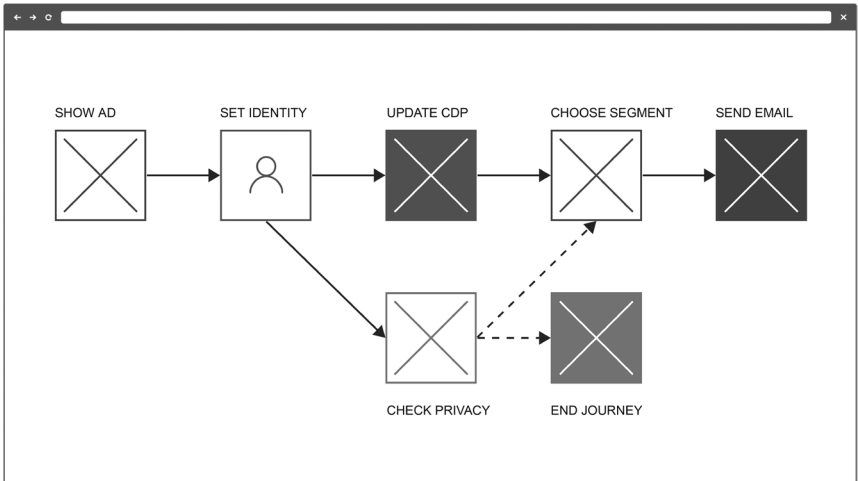 SHOW AD
SET IDENTITY
UPDATE CDP
CHOOSE SEGMENT
SEND EMAIL
CHECK PRIVACY
END JOURNEY